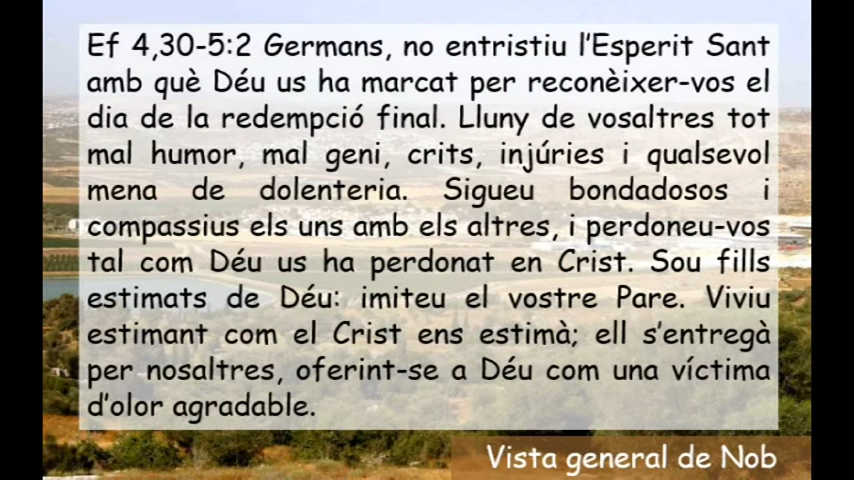 Ef 4,30-5:2 Germans, no entristiu l'Esperit Sant
amb què Déu us ha marcat per reconèixer-vos el
dia de la redempció final. Lluny de vosaltres tot
mal humor, mal geni, crits, injúries i qualsevol
mena de dolenteria. Sigueu bondadosos i
compassius els uns amb els altres, i perdoneu-vos
tal com Déu us ha perdonat en Crist. Sou fills
estimats de Déu: imiteu el vostre Pare. Viviu
estimant com el Crist ens estimà; ell s'entregà
per nosaltres, oferint-se a Déu com una víctima
d'olor agradable.
Vista general de Nob